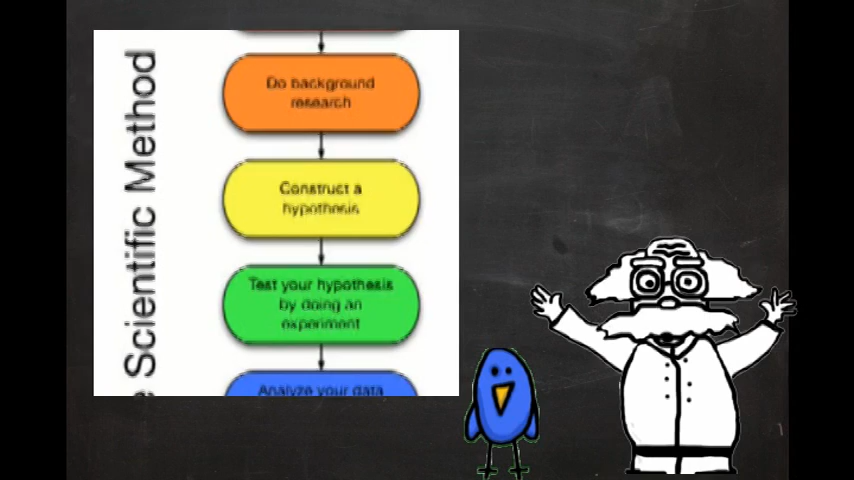 e Scientific Method
Do background
research
Construct a
hypothesis
Test your hypothesis
by doing an
experiment
Analyze your data